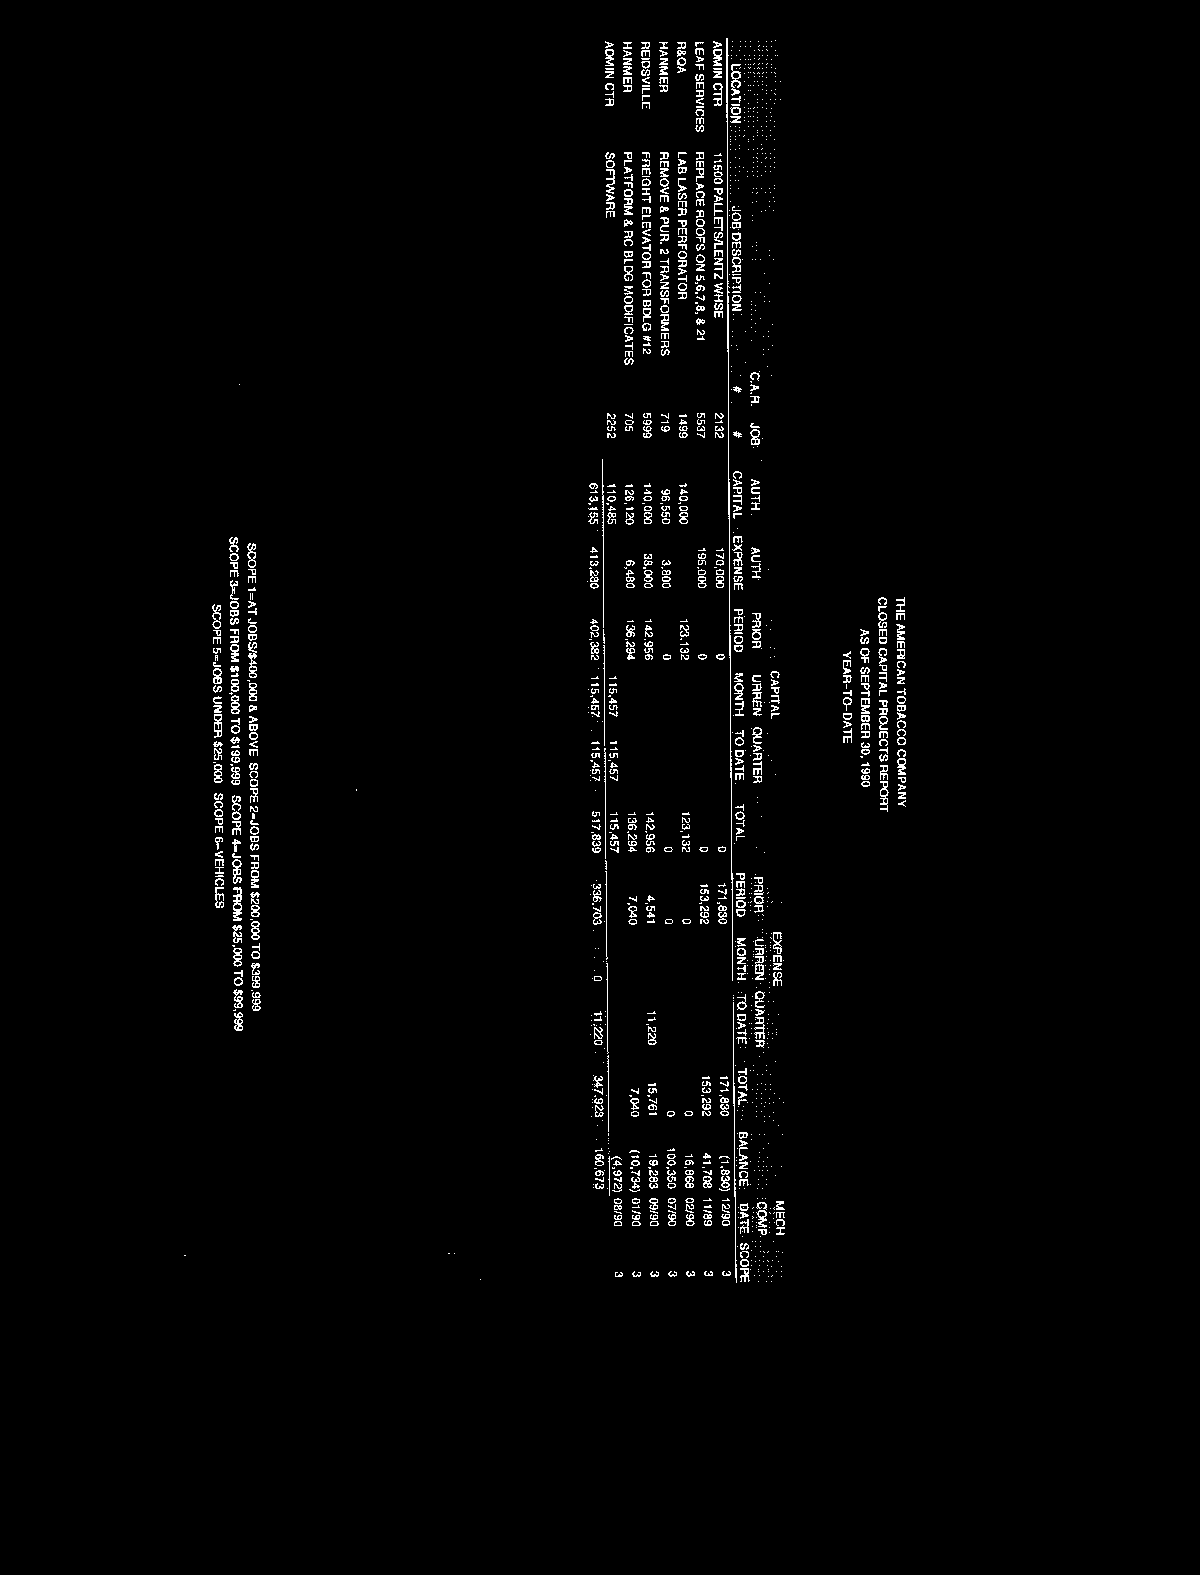 THE AMERICAN TOBACCO COMPANY
CLOSED CAPITAL PROJECTS REPORT
AS OF SEPTEMBER 30, 1990
YEAR-TO-DATE
CAPITAL EXPENSE MECH
C.A.R. JOB AUTH AUTH PRIOR URREN QUARTER PRIOR URREN QUARTER COMP
LOCATION JOB DESCRIPTION # # CAPITAL EXPENSE PERIOD MONTH TO DATE TOTAL PERIOD MONTH TO DATE TOTAL BALANCE DATE SCOPE
ADMIN CTR 11500 PALLETS/LENTZ WHSE 2132 170,000 0 0 171,830 171,830 (1,830) 12/90 3
LEAF SERVICES REPLACE ROOFS ON 5,6,7,8, & 21 5537 195,000 0 0 153,292 153,292 41,708 11/89 3
R&QA LAB LASER PERFORATOR 1499 140,000 123,132 123,132 0 0 16,868 02/90 3
HANMER REMOVE & PUR. 2 TRANSFORMERS 719 96,550 3,800 0 0 0 0 100,350 07/90 3
REIDSVILLE FREIGHT ELEVATOR FOR BDLG #12 5999 140,000 38,000 142,956 142,956 4,541 11,220 15,761 19,283 09/90 3
HANMER PLATFORM & RC BLDG MODIFICATES 705 126,120 6,480 136,294 136,294 7,040 7,040 (10,734) 01/90 3
ADMIN CTR SOFTWARE 2252 110,485 115,457 115,457 115,457 (4,972) 08/90 3
613,155 413,280 402,382 115,457 115,457 517,839 336,703 0 11,220 347,923 160,673
SCOPE 1=AT JOBS/$400,000 & ABOVE SCOPE 2=JOBS FROM $200,000 TO $399,999
SCOPE 3=JOBS FROM $100,000 TO $199,999 SCOPE 4=JOBS FROM $25,000 TO $99,999
SCOPE 5=JOBS UNDER $25,000 SCOPE 6=VEHICLES